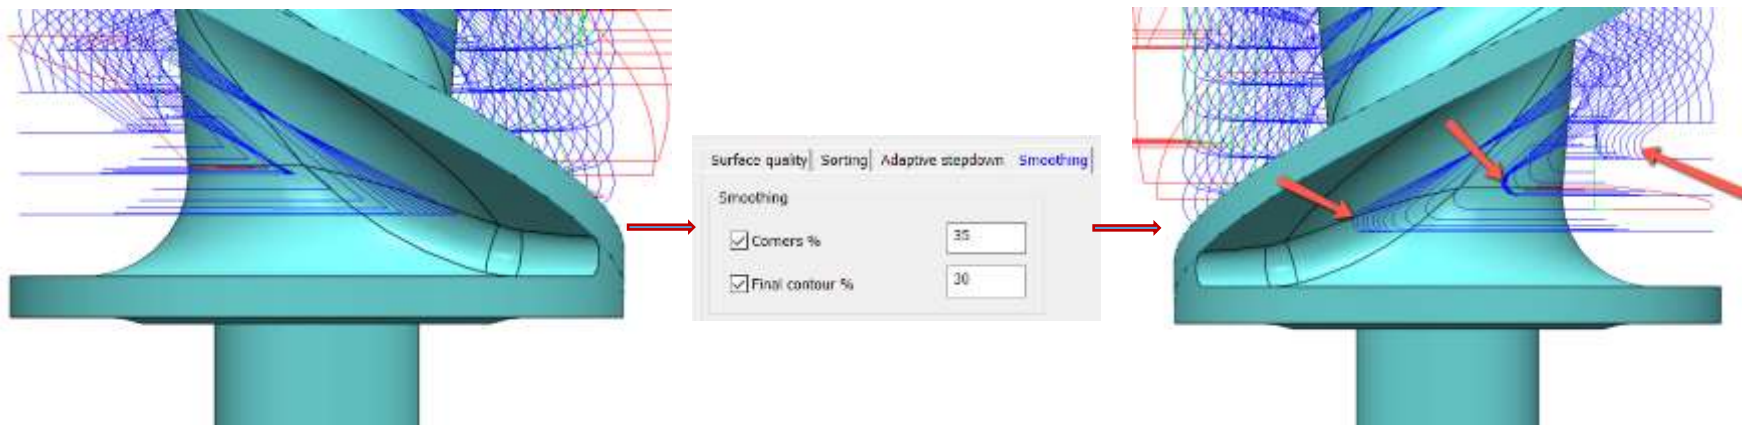 Surface quality Sorting Adaptive stepdown Smoothing
Smoothing
Corners % 35
Final contour % 30